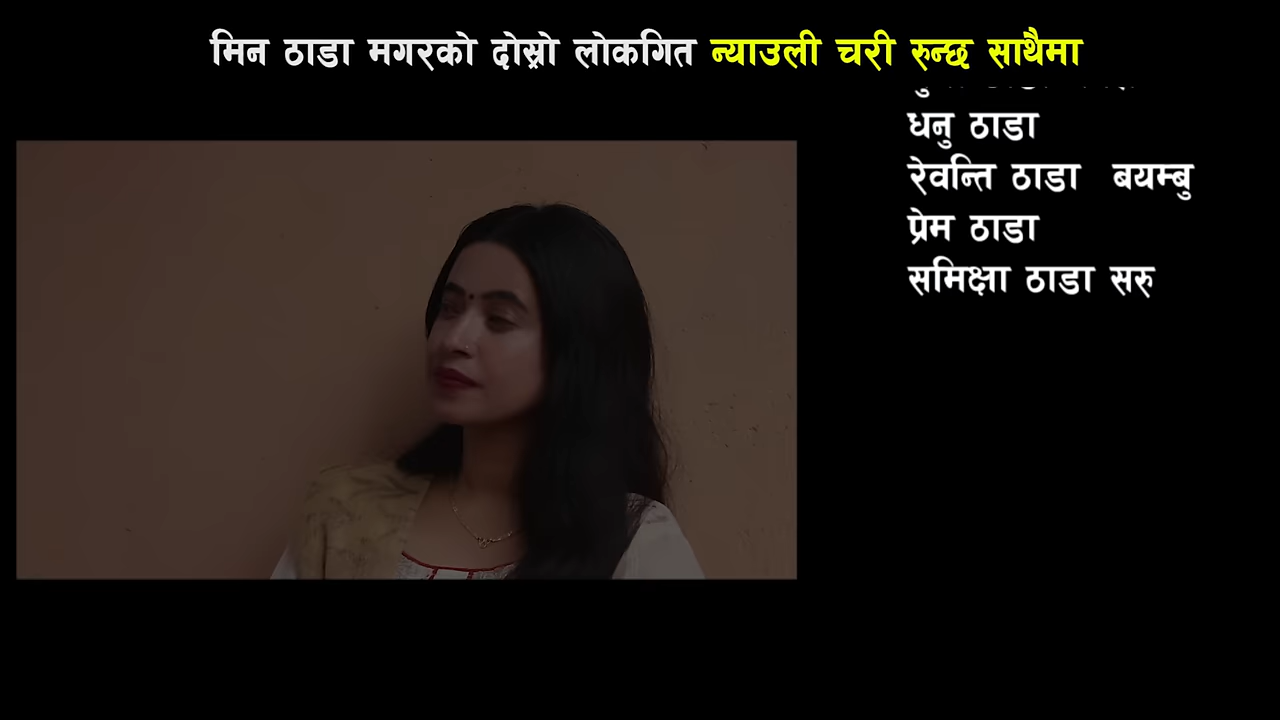 मिन ठाडा मगरको दोस्रो लोकगित न्याउली चरी रुन्छ साथैमा
धनु ठाडा
रेवन्ति ठाडा बयम्बु
प्रेम ठाडा
समिक्षा ठाडा सरु